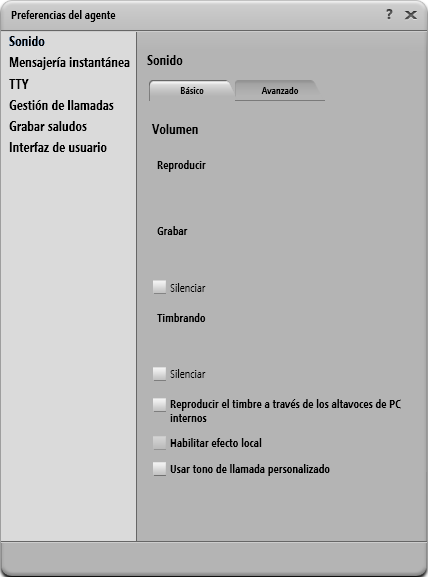 Preferencias del agente
?
Sonido
Mensajería instantánea
TTY
Gestión de llamadas
Grabar saludos
Interfaz de usuario
Sonido
Básico
Avanzado
Volumen
Reproducir
Grabar
Silenciar
Timbrando
Silenciar
Reproducir el timbre a través de los altavoces de PC
internos
Habilitar efecto local
Usar tono de llamada personalizado